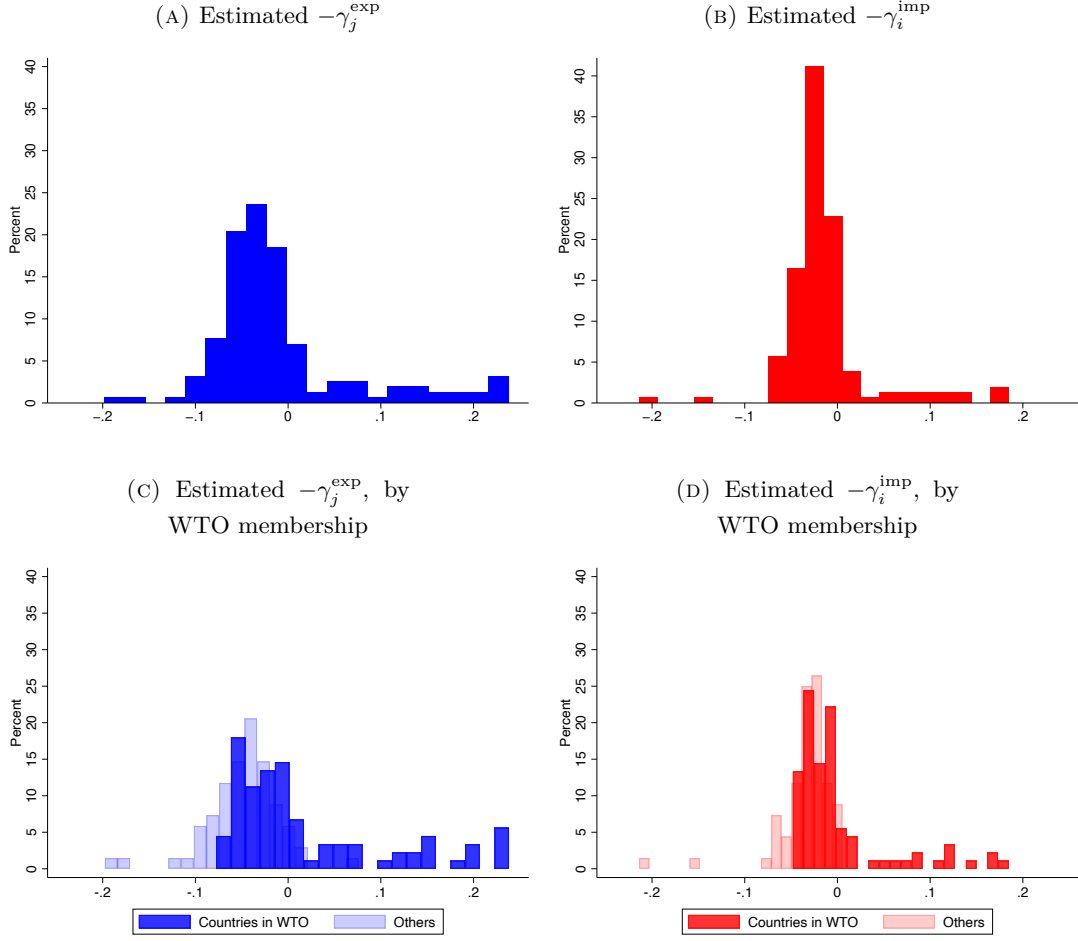 (A) Estimated −γ_j^exp
(B) Estimated −γ_i^imp
Percent
0 5 10 15 20 25 30 35 40
−.2 −.1 0 .1 .2
Percent
0 5 10 15 20 25 30 35 40
−.2 −.1 0 .1 .2
(C) Estimated −γ_j^exp, by
WTO membership
(D) Estimated −γ_i^imp, by
WTO membership
Percent
0 5 10 15 20 25 30 35 40
-.2 -.1 0 .1 .2
Countries in WTO Others
Percent
0 5 10 15 20 25 30 35 40
-.2 -.1 0 .1 .2
Countries in WTO Others